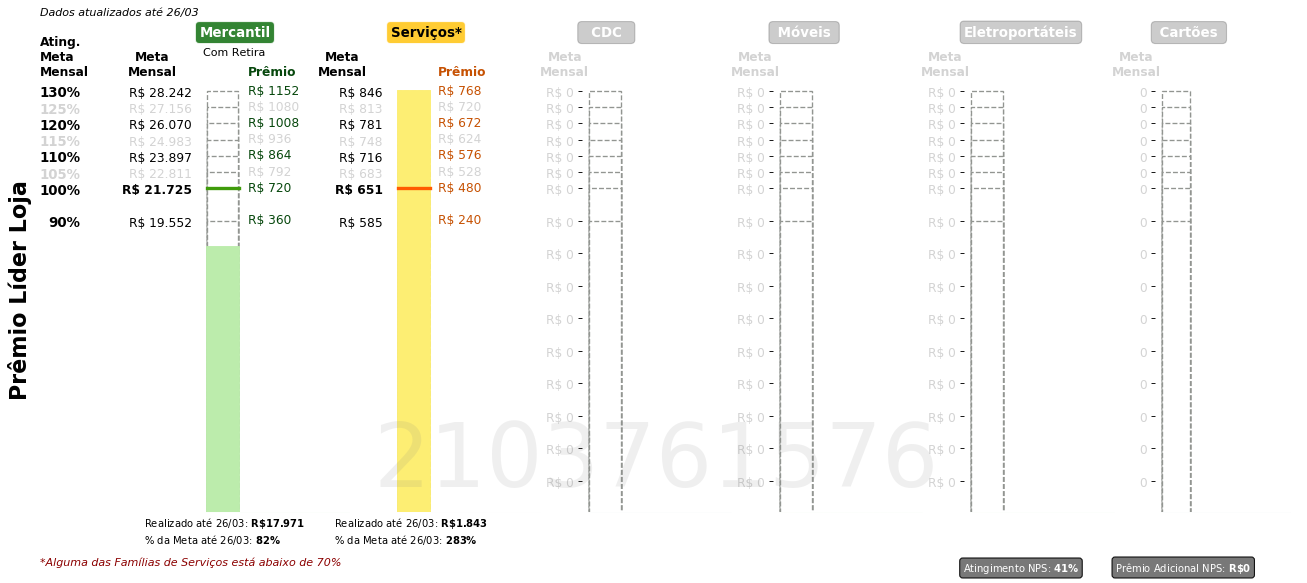 Dados atualizados até 26/03
Mercantil Serviços* CDC Móveis Eletroportáteis Cartões
Com Retira
Ating. Meta Mensal Meta Mensal Prêmio Meta Mensal Prêmio Meta Mensal Meta Mensal Meta Mensal Meta Mensal
130% R$ 28.242 R$ 1152 R$ 846 R$ 768 R$ 0 R$ 0 R$ 0 0
125% R$ 27.156 R$ 1080 R$ 813 R$ 720 R$ 0 R$ 0 R$ 0 0
120% R$ 26.070 R$ 1008 R$ 781 R$ 672 R$ 0 R$ 0 R$ 0 0
115% R$ 24.983 R$ 936 R$ 748 R$ 624 R$ 0 R$ 0 R$ 0 0
110% R$ 23.897 R$ 864 R$ 716 R$ 576 R$ 0 R$ 0 R$ 0 0
105% R$ 22.811 R$ 792 R$ 683 R$ 528 R$ 0 R$ 0 R$ 0 0
100% R$ 21.725 R$ 720 R$ 651 R$ 480 R$ 0 R$ 0 R$ 0 0
90% R$ 19.552 R$ 360 R$ 585 R$ 240 R$ 0 R$ 0 R$ 0 0
R$ 0 R$ 0 R$ 0 0
R$ 0 R$ 0 R$ 0 0
R$ 0 R$ 0 R$ 0 0
R$ 0 R$ 0 R$ 0 0
R$ 0 R$ 0 R$ 0 0
R$ 0 R$ 0 R$ 0 0
R$ 0 R$ 0 R$ 0 0
R$ 0 R$ 0 R$ 0 0
Prêmio Líder Loja
2103761576
Realizado até 26/03: R$17.971 Realizado até 26/03: R$1.843
% da Meta até 26/03: 82% % da Meta até 26/03: 283%
*Alguma das Famílias de Serviços está abaixo de 70%
Atingimento NPS: 41% Prêmio Adicional NPS: R$0